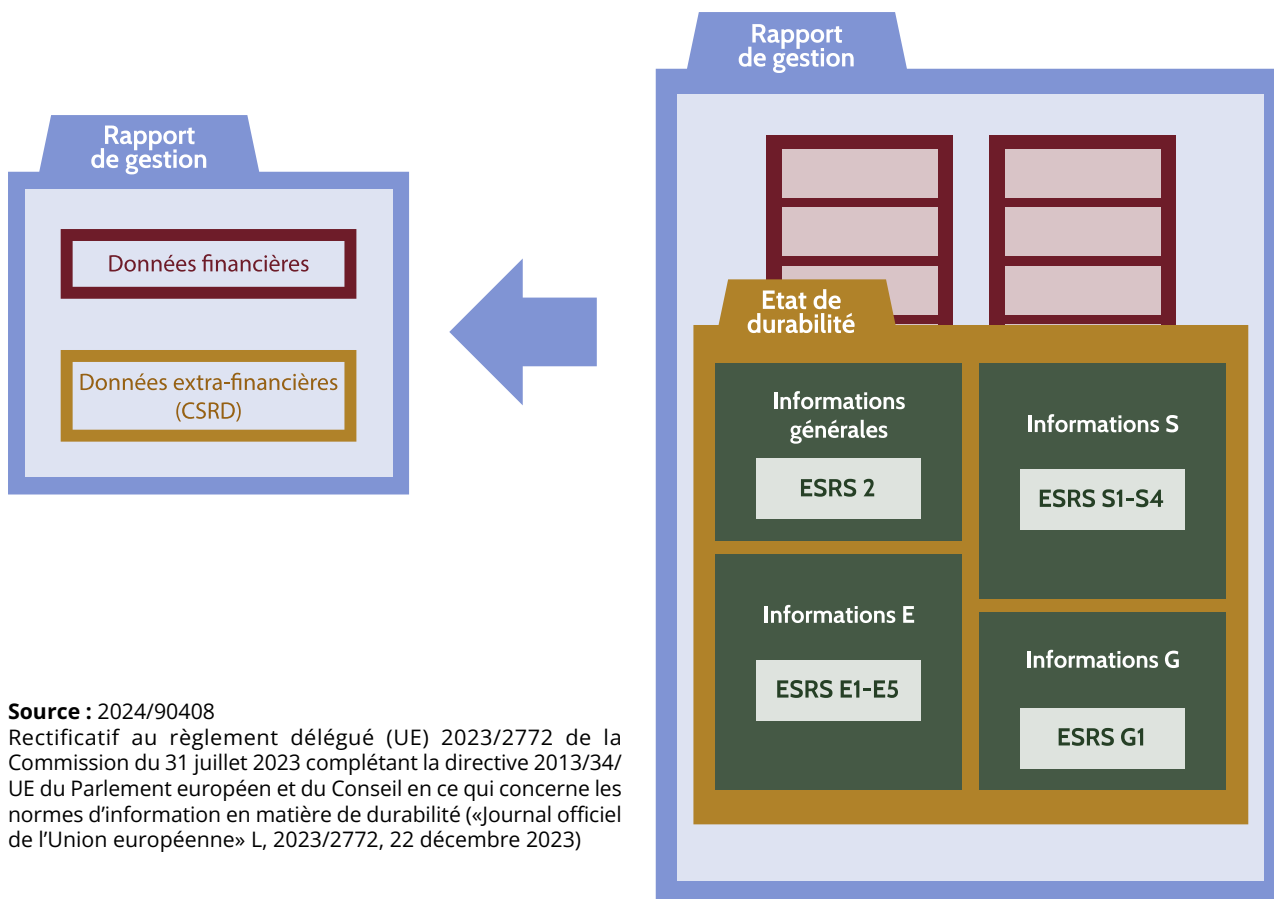 Rapport
de gestion
Données financières
Données extra-financières
(CSRD)
Rapport
de gestion
Etat de
durabilité
Informations
générales
ESRS 2
Informations S
ESRS S1-S4
Informations E
ESRS E1-E5
Informations G
ESRS G1
Source : 2024/90408
Rectificatif au règlement délégué (UE) 2023/2772 de la
Commission du 31 juillet 2023 complétant la directive 2013/34/
UE du Parlement européen et du Conseil en ce qui concerne les
normes d’information en matière de durabilité («Journal officiel
de l’Union européenne» L, 2023/2772, 22 décembre 2023)